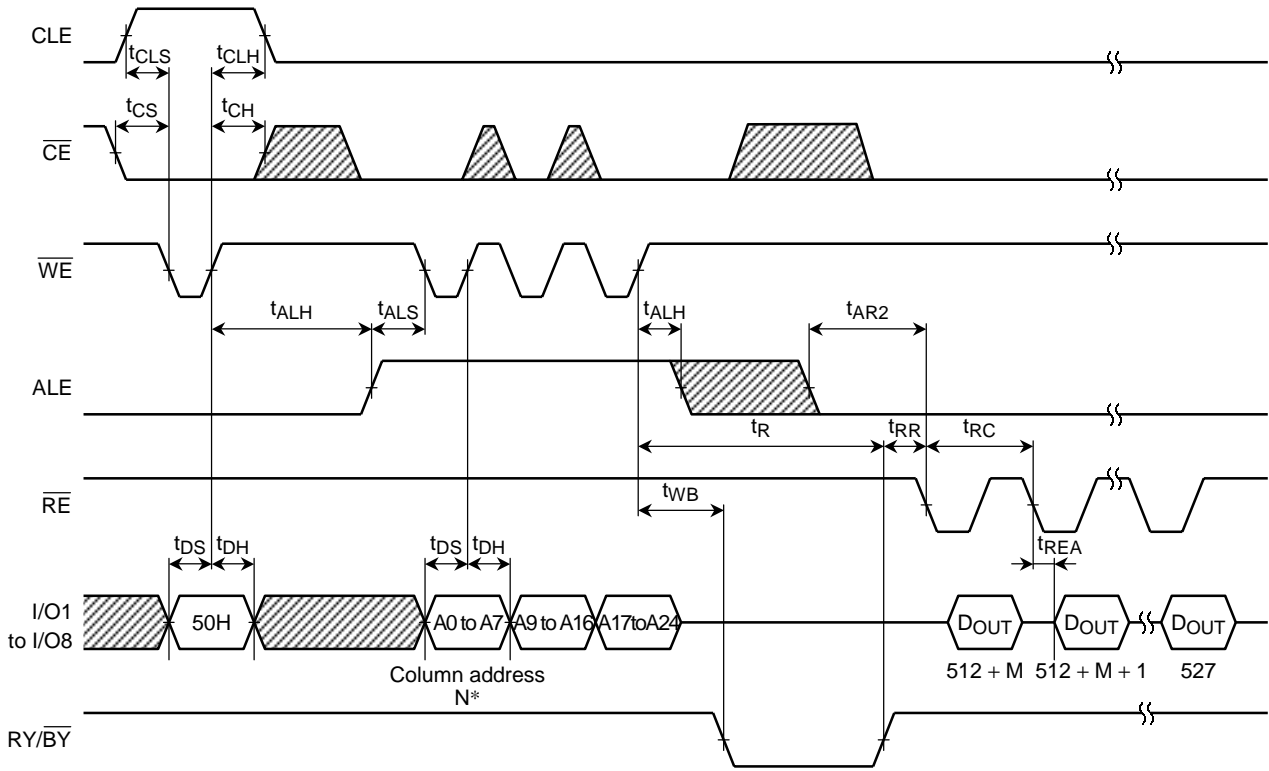 CLE
tCLS tCLH
tCS tCH
CE
WE
tALH tALS tALH tAR2
ALE
tR tRR tRC
RE
tWB
tDS tDH tDS tDH tREA
I/O1
to I/O8
50H A0 to A7 A9 to A16 A17toA24 DOUT DOUT DOUT
512 + M 512 + M + 1 527
Column address
N*
RY/BY